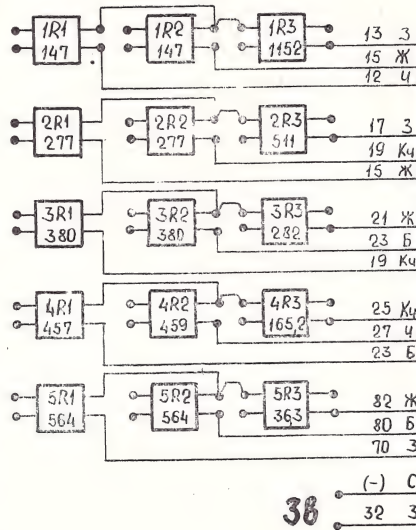 1R1 1R2 1R3 13 З
147 147 1152 15 Ж
12 Ч
2R1 2R2 2R3 17 З
277 277 511 19 Кч
15 Ж
3R1 3R2 3R3 21 Ж
380 380 282 23 Б
19 Кч
4R1 4R2 4R3 25 Кч
457 459 165,2 27 Ч
23 Б
5R1 5R2 5R3 82 Ж
564 564 363 80 Б
70 З
(-) С
38 32 З